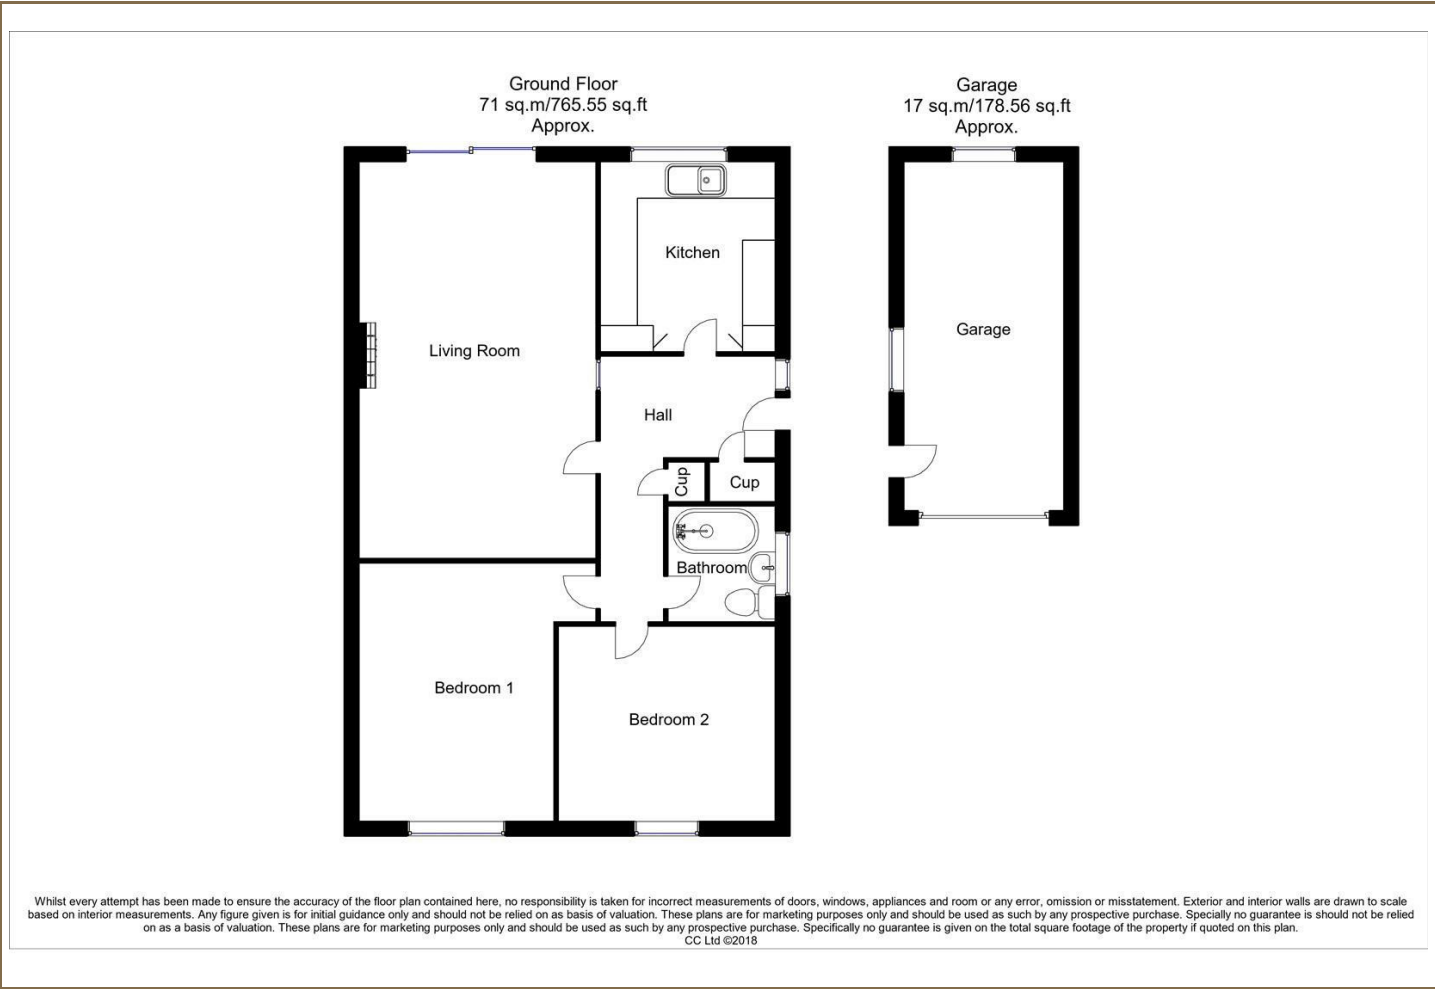 Ground Floor
71 sq.m/765.55 sq.ft
Approx.
Garage
17 sq.m/178.56 sq.ft
Approx.
Kitchen
Living Room
Garage
Hall
Cup
Cup
Bathroom
Bedroom 1
Bedroom 2
Whilst every attempt has been made to ensure the accuracy of the floor plan contained here, no responsibility is taken for incorrect measurements of doors, windows, appliances and room or any error, omission or misstatement. Exterior and interior walls are drawn to scale
based on interior measurements. Any figure given is for initial guidance only and should not be relied on as basis of valuation. These plans are for marketing purposes only and should be used as such by any prospective purchase. Specially no guarantee is should not be relied
on as a basis of valuation. These plans are for marketing purposes only and should be used as such by any prospective purchase. Specifically no guarantee is given on the total square footage of the property if quoted on this plan.
CC Ltd ©2018